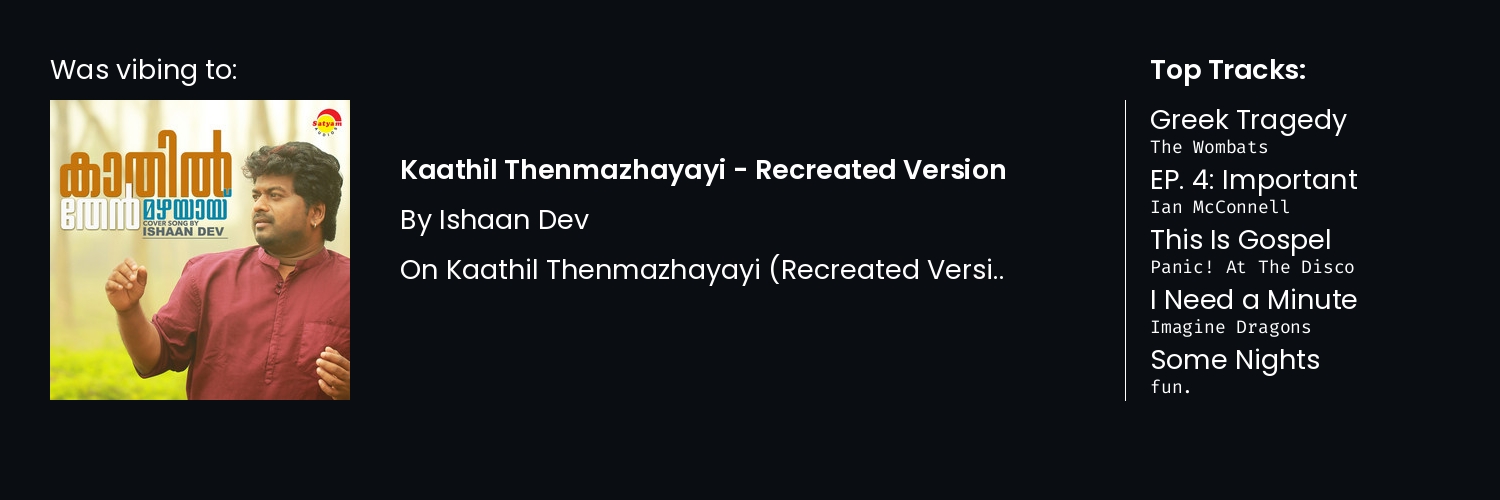 Was vibing to:
Satyam
AUDIOS
കാതിൽ
തേൻ മഴയായ്
COVER SONG BY
ISHAAN DEV
Kaathil Thenmazhayayi - Recreated Version
By Ishaan Dev
On Kaathil Thenmazhayayi (Recreated Versi..
Top Tracks:
Greek Tragedy
The Wombats
EP. 4: Important
Ian McConnell
This Is Gospel
Panic! At The Disco
I Need a Minute
Imagine Dragons
Some Nights
fun.